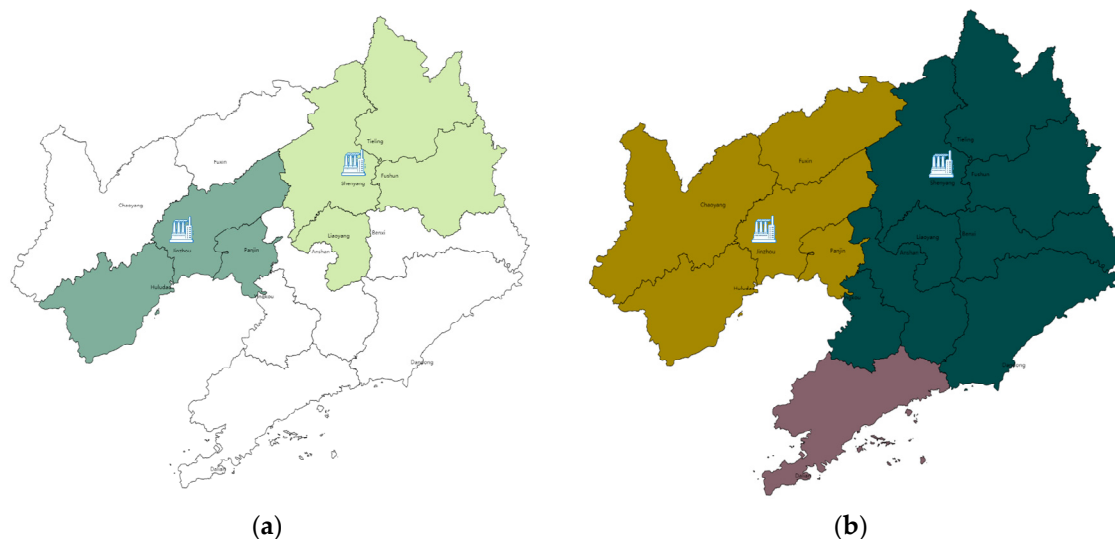 Tieling
Fuxin
Fushun
Shenyang
Chaoyang
Liaoyang
Benxi
Jinzhou
Panjin
Anshan
Huludao
Yingkou
Dandong
Dalian
(a)
Tieling
Fuxin
Fushun
Shenyang
Chaoyang
Liaoyang
Benxi
Jinzhou
Panjin
Anshan
Huludao
Dandong
Dalian
(b)